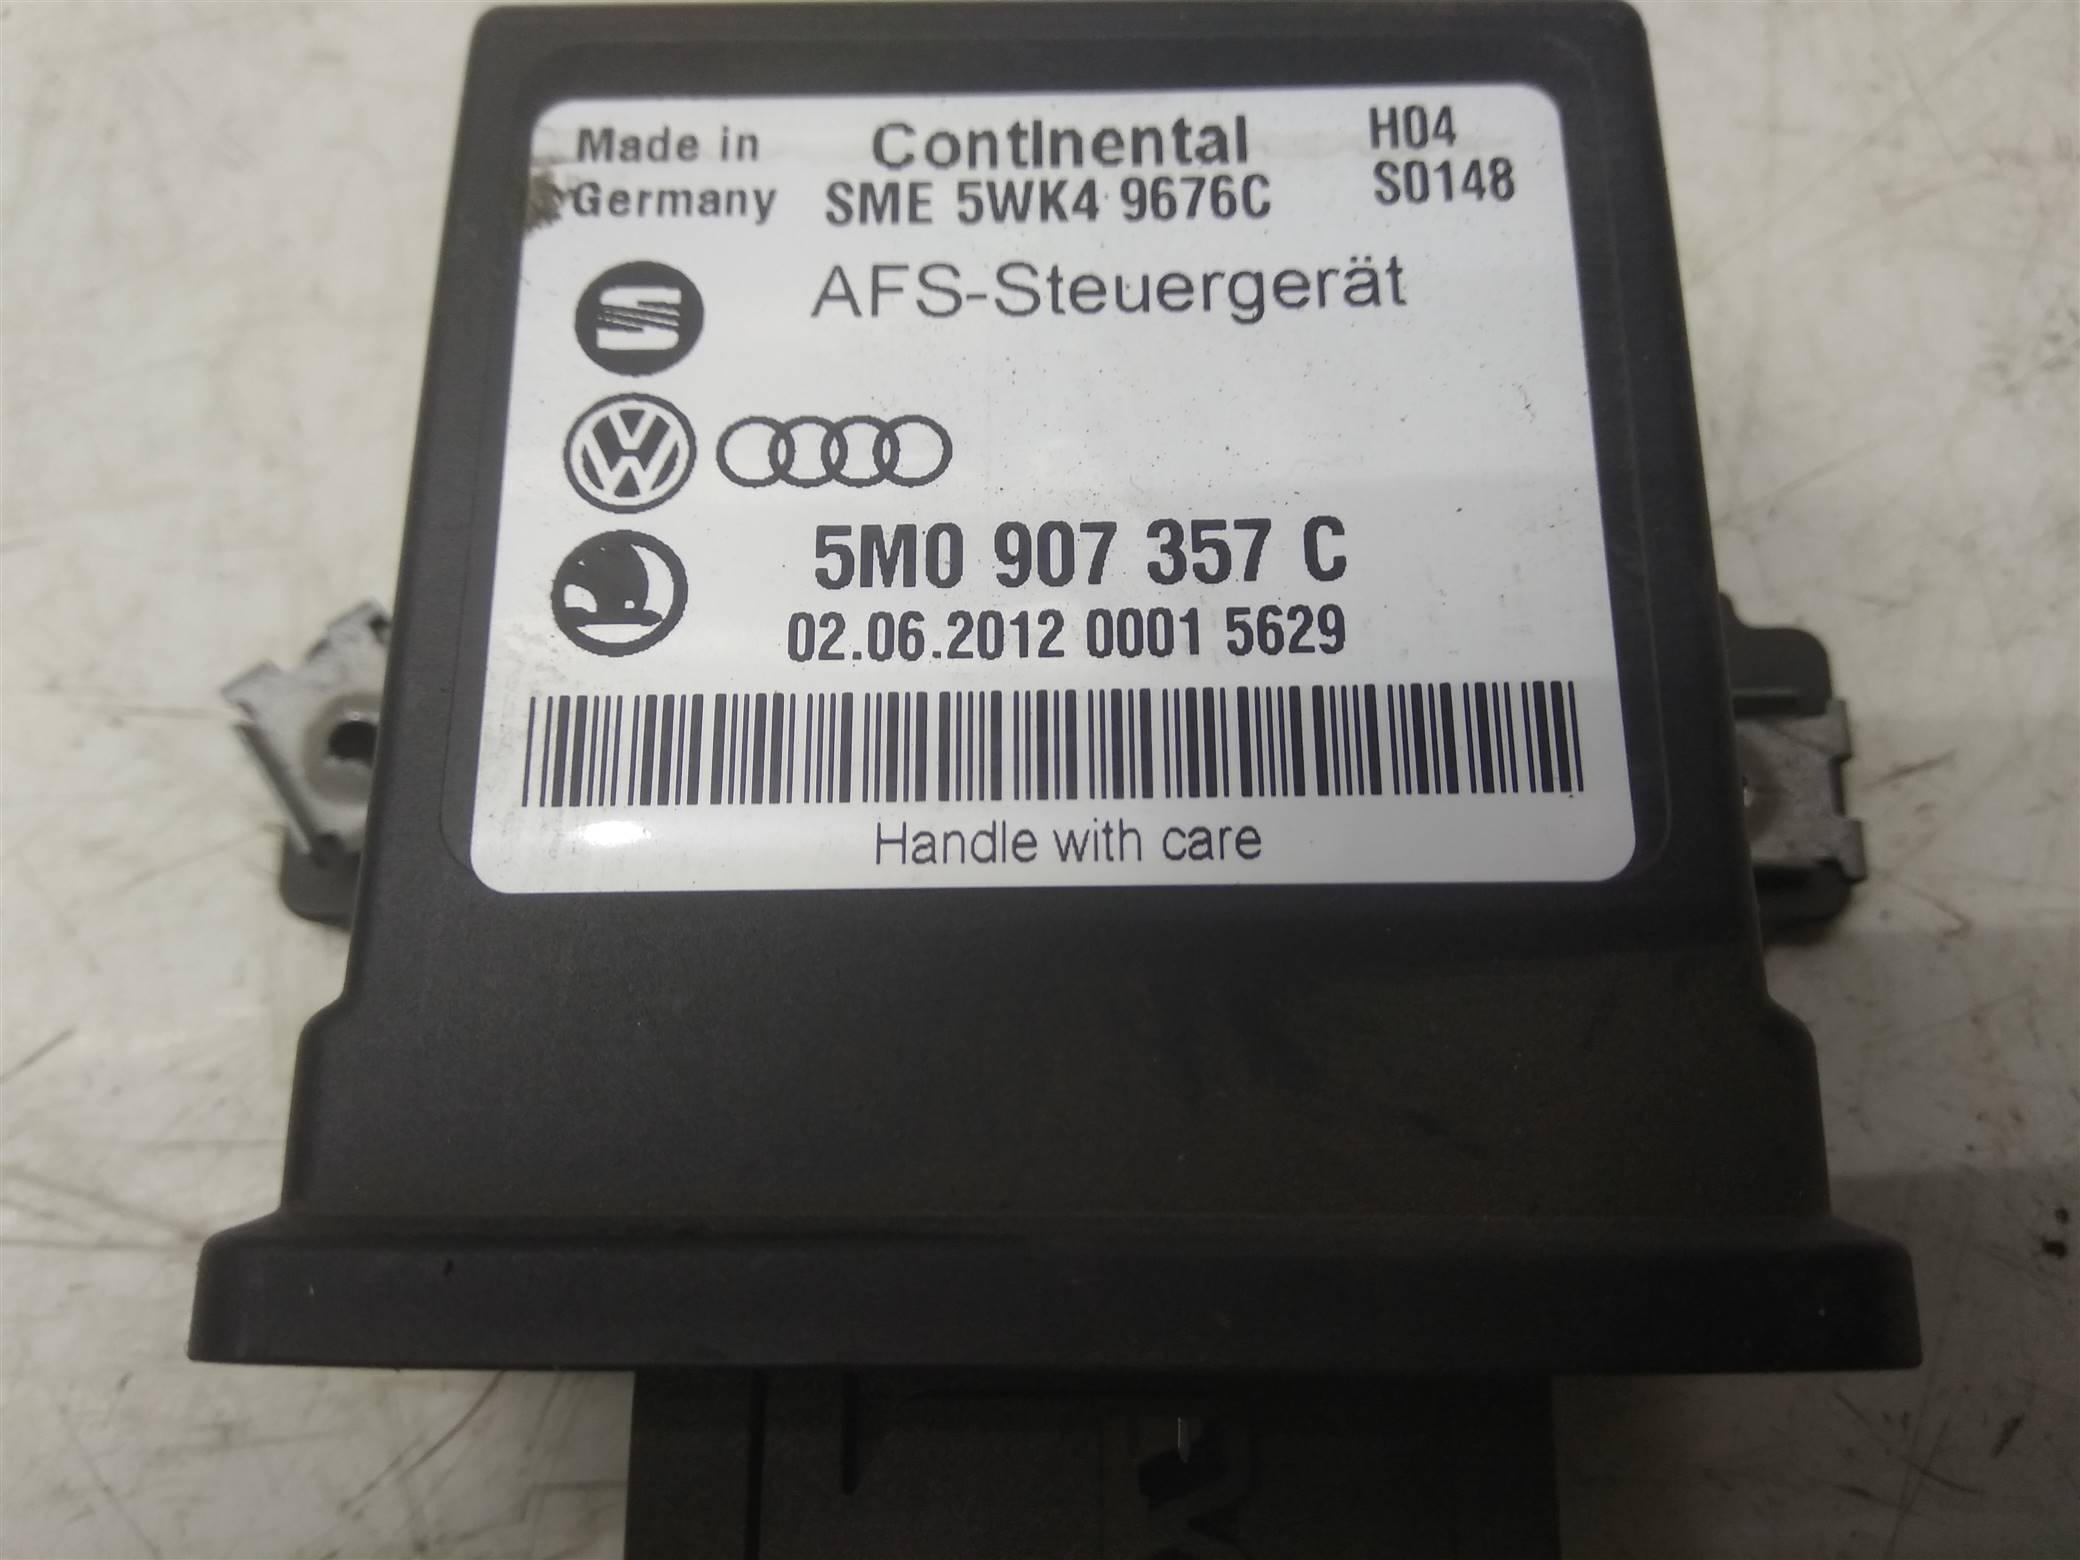 Made in
Germany
Continental
SME 5WK4 9676C
H04
S0148
AFS-Steuergerät
5M0 907 357 C
02.06.2012 0001 5629
Handle with care